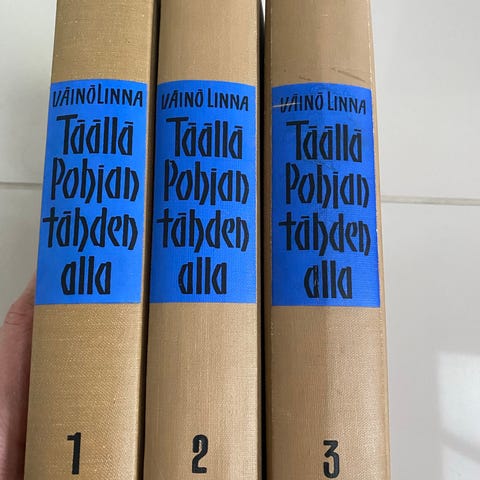 VÄINÖ LINNA
Täällä
Pohjan
tähden
alla
1
VÄINÖ LINNA
Täällä
Pohjan
tähden
alla
2
VÄINÖ LINNA
Täällä
Pohjan
tähden
alla
3